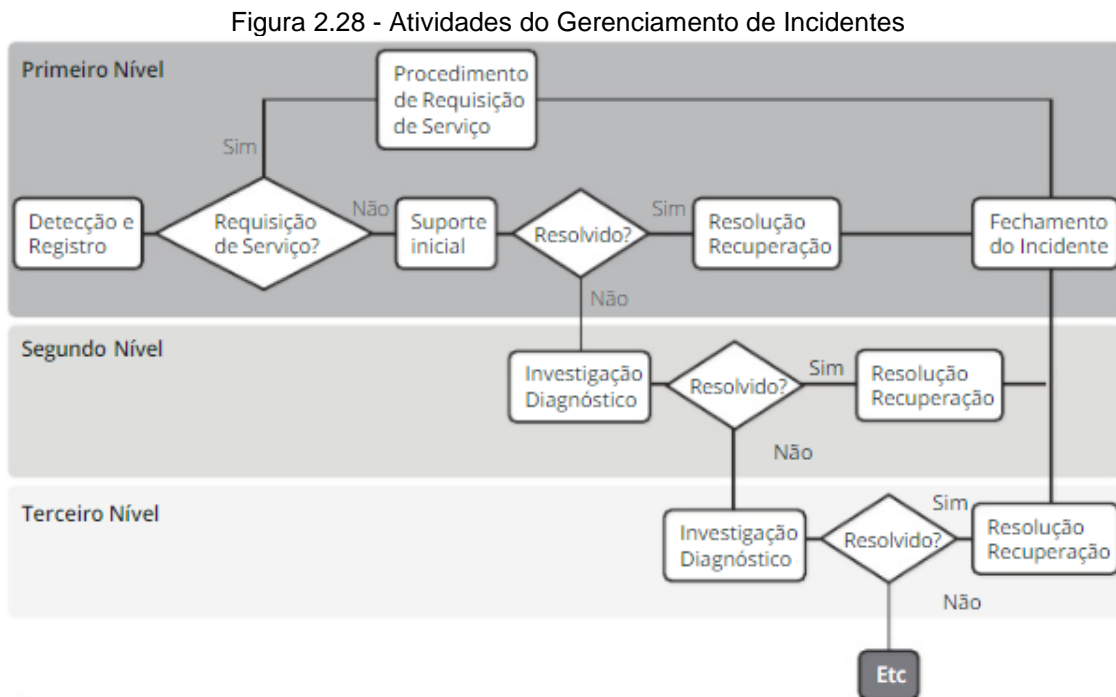 Figura 2.28 - Atividades do Gerenciamento de Incidentes
Primeiro Nível
Procedimento
de Requisição
de Serviço
Sim
Detecção e
Registro
Requisição
de Serviço?
Não
Suporte
inicial
Resolvido?
Sim
Resolução
Recuperação
Fechamento
do Incidente
Não
Segundo Nível
Investigação
Diagnóstico
Resolvido?
Sim
Resolução
Recuperação
Não
Terceiro Nível
Investigação
Diagnóstico
Resolvido?
Sim
Resolução
Recuperação
Não
Etc